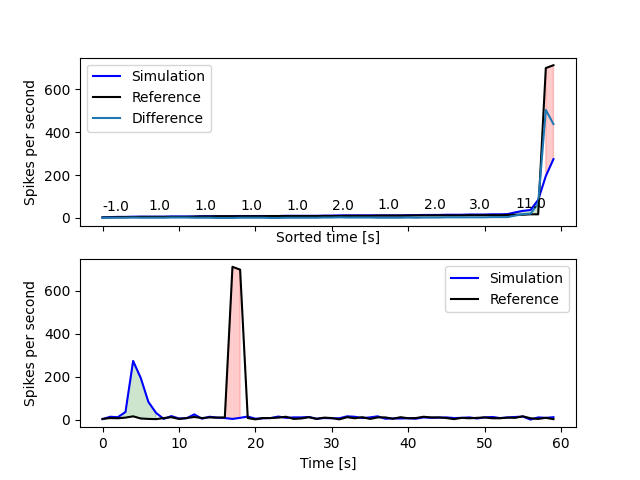 Spikes per second
600
400
200
0
Simulation
Reference
Difference
-1.0 1.0 1.0 1.0 1.0 2.0 1.0 2.0 3.0 11.0
Sorted time [s]
Spikes per second
600
400
200
0
Simulation
Reference
0 10 20 30 40 50 60
Time [s]